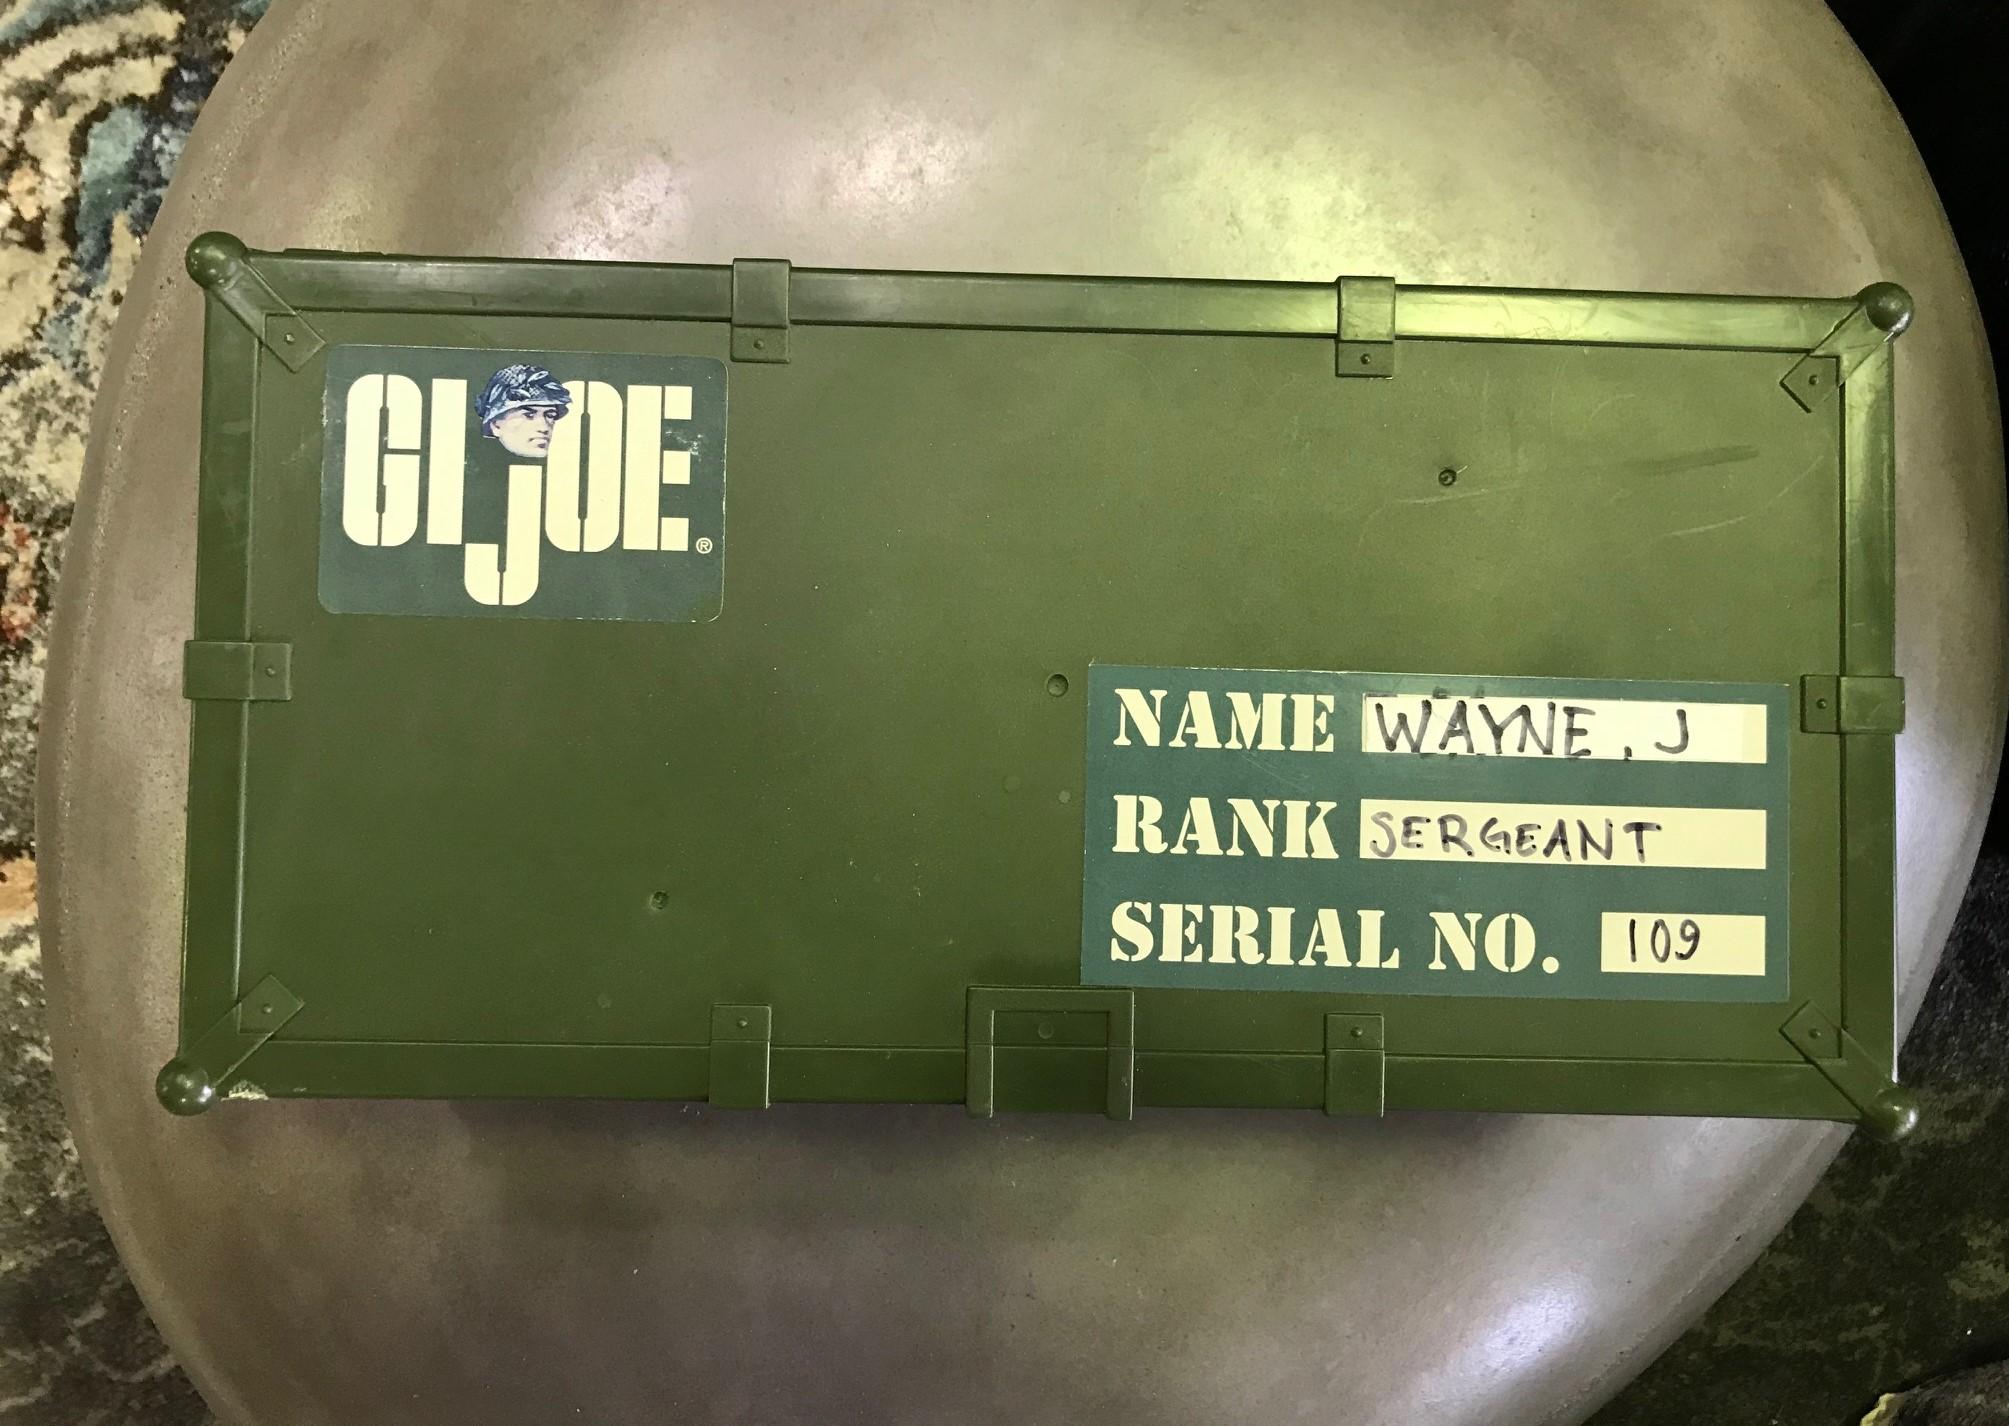 GI JOE®
NAME WAYNE, J
RANK SERGEANT
SERIAL NO. 109